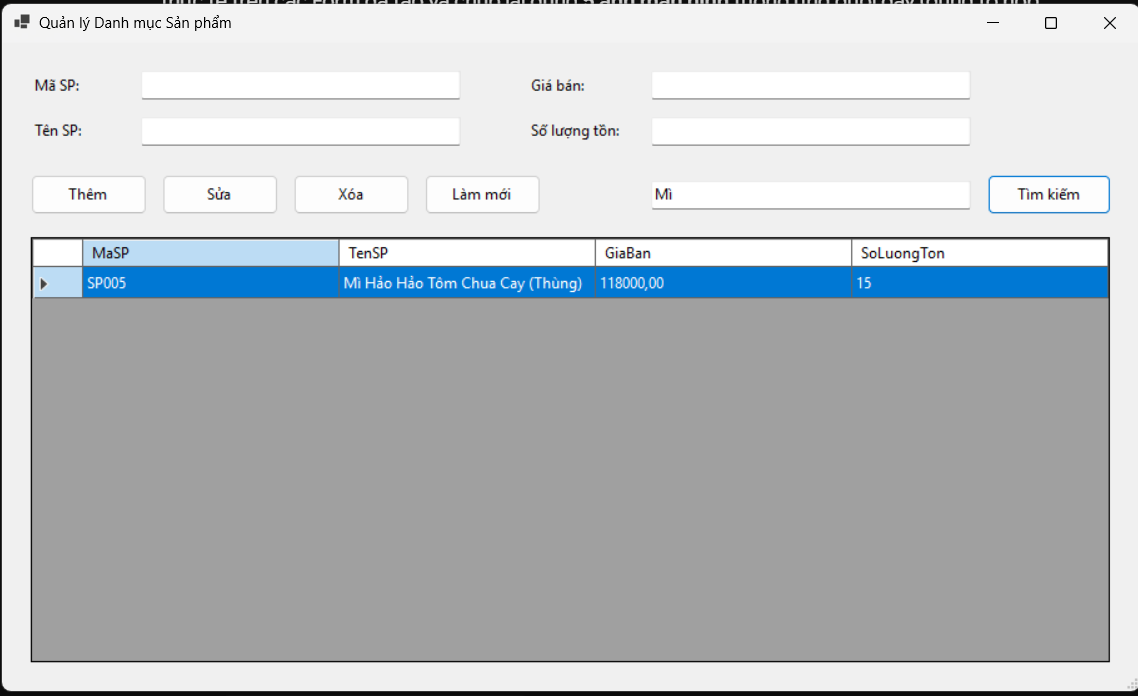 Quản lý Danh mục Sản phẩm
Mã SP: Giá bán:
Tên SP: Số lượng tồn:
Thêm Sửa Xóa Làm mới Mì Tìm kiếm
MaSP TenSP GiaBan SoLuongTon
SP005 Mì Hảo Hảo Tôm Chua Cay (Thùng) 118000,00 15